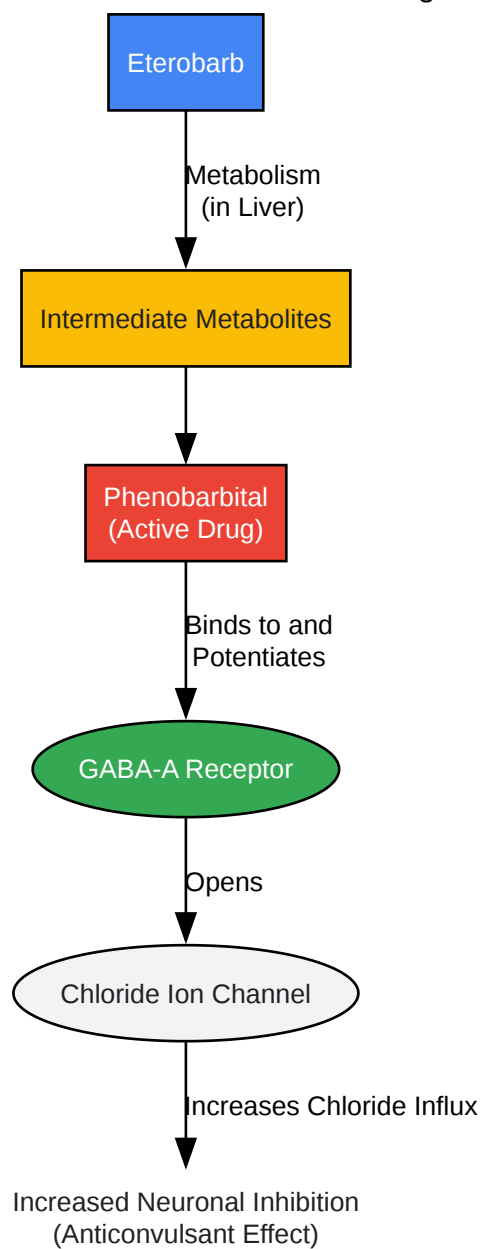 Eterobarb
Metabolism
(in Liver)
Intermediate Metabolites
Phenobarbital
(Active Drug)
Binds to and
Potentiates
GABA-A Receptor
Opens
Chloride Ion Channel
Increases Chloride Influx
Increased Neuronal Inhibition
(Anticonvulsant Effect)